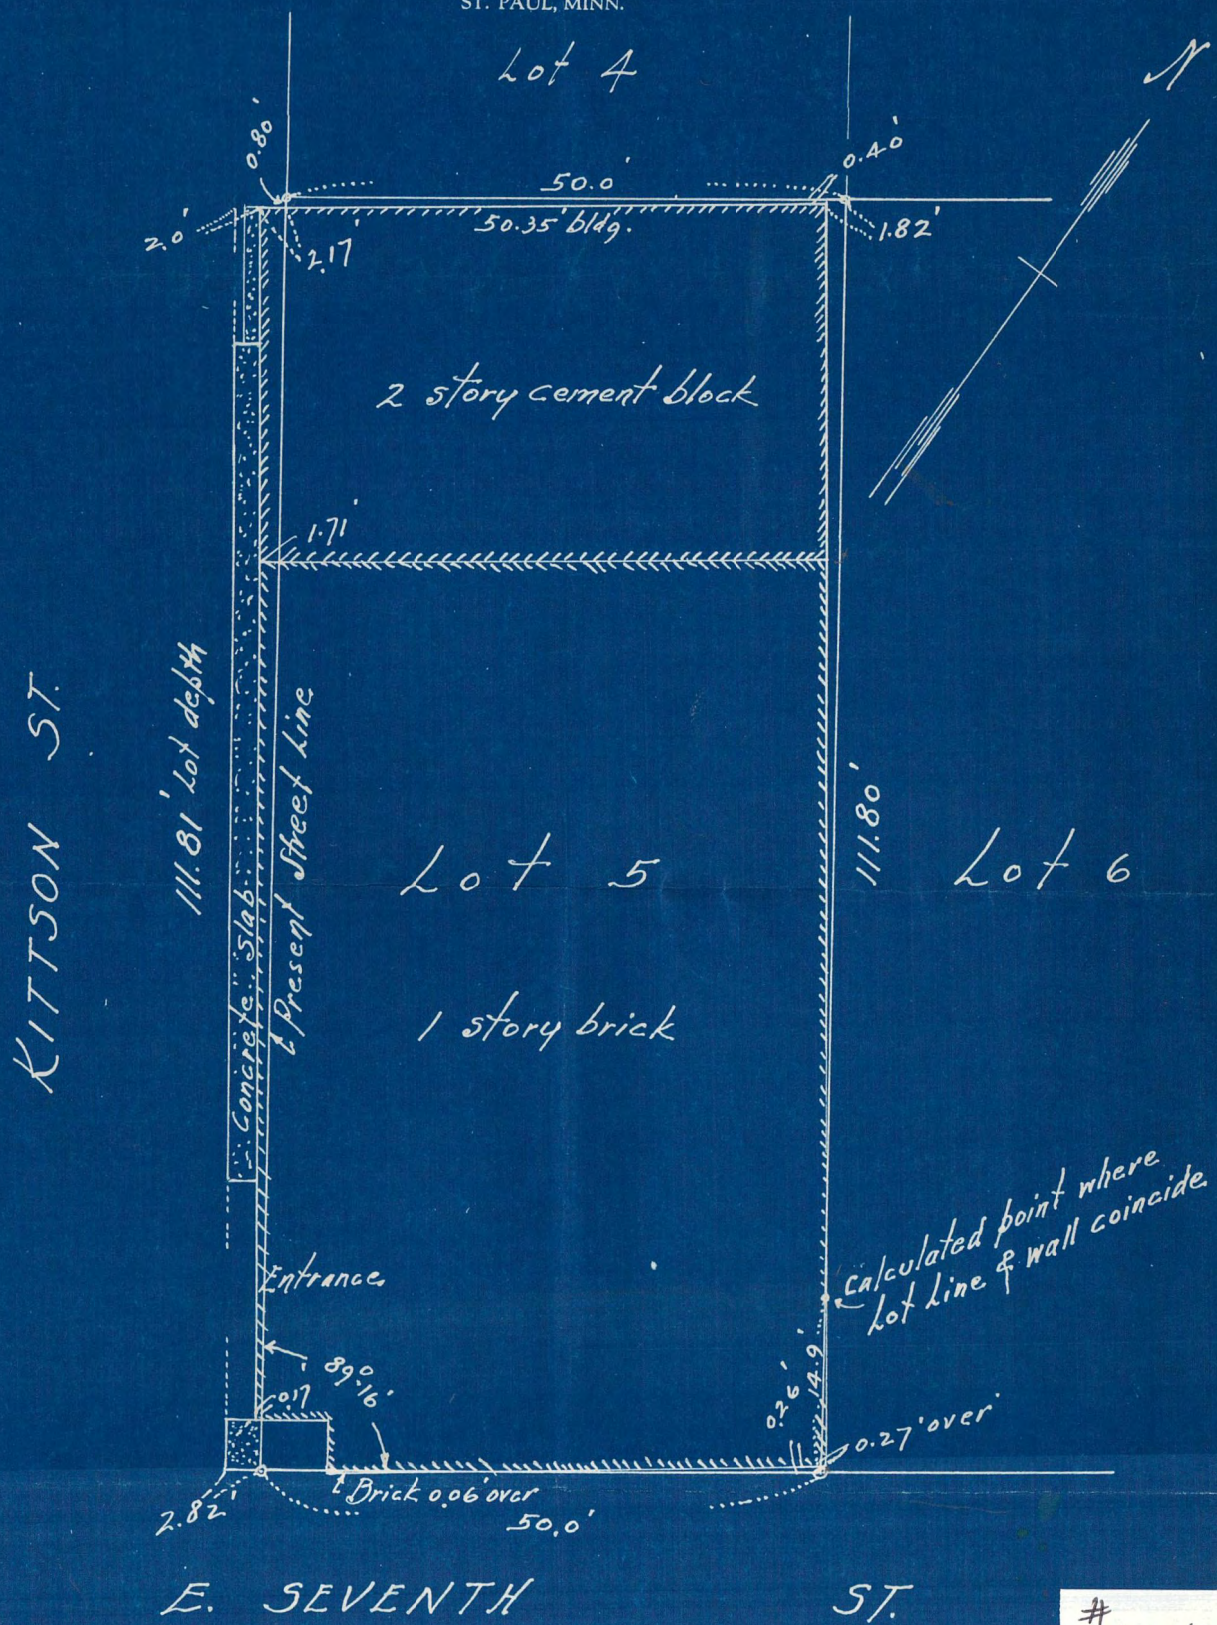 ST. PAUL, MINN.
Lot 4
N
0.80'
0.40'
50.0'
50.35' bldg.
2.0'
2.17'
1.82'
2 story cement block
1.71'
KITTSON ST.
111.81' Lot depth
Concrete Slab
Present Street Line
Lot 5
111.80'
Lot 6
1 story brick
Calculated point where
Lot Line & wall coincide
Entrance
89° 16'
0.17'
0.26'
14.9'
0.27' over
Brick 0.06' over
2.82'
50.0'
E. SEVENTH ST.
#